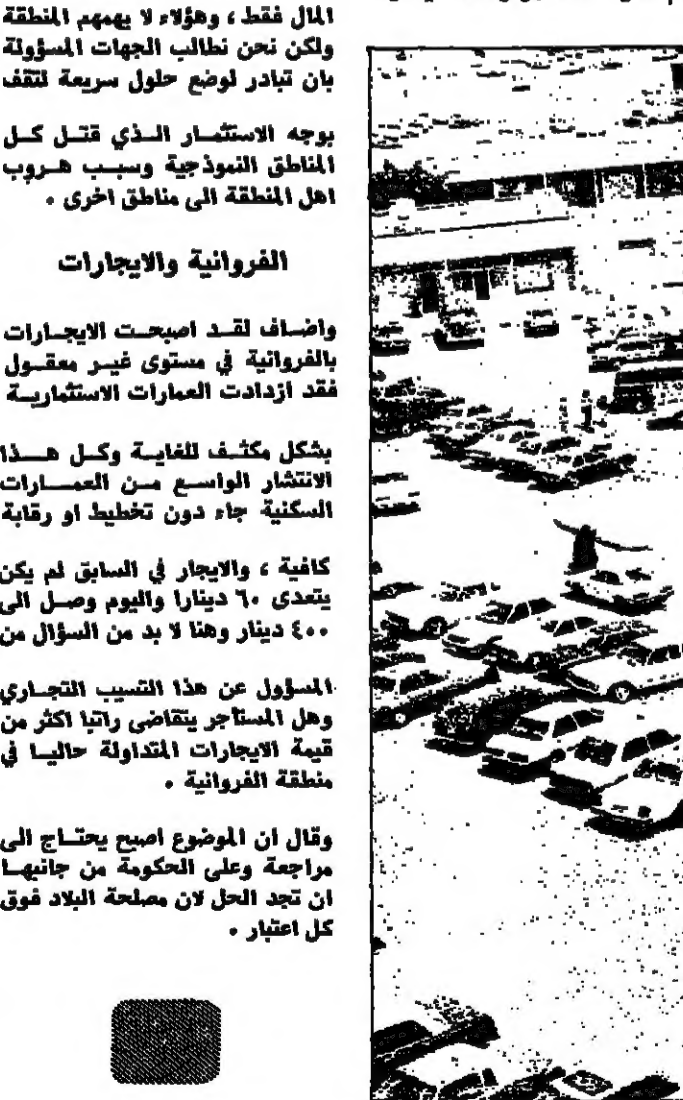 المال فقط ، وهؤلاء لا يهمهم المنطقة
ولكن نحن نطالب الجهات المسؤولة
بان تبادر لوضع حلول سريعة لتقف
بوجه الاستثمار الذي قتل كل
المناطق النموذجية وسبب هروب
اهل المنطقة الى مناطق اخرى .
الفروانية والايجارات
واضاف لقد اصبحت الايجارات
بالفروانية في مستوى غير معقول
فقد ازدادت العمارات الاستثمارية
بشكل مكثف للغاية وكل هذا
الانتشار الواسع من العمارات
السكنية جاء دون تخطيط او رقابة
كافية ، والايجار في السابق لم يكن
يتعدى ٦٠ دينارا واليوم وصل الى
٤٠٠ دينار وهنا لا بد من السؤال من
المسؤول عن هذا التسيب التجاري
وهل المستأجر يتقاضى راتبا اكثر من
قيمة الايجارات المتداولة حاليا في
منطقة الفروانية .
وقال ان الموضوع اصبح يحتاج الى
مراجعة وعلى الحكومة من جانبها
ان تجد الحل لان مصلحة البلاد فوق
كل اعتبار .